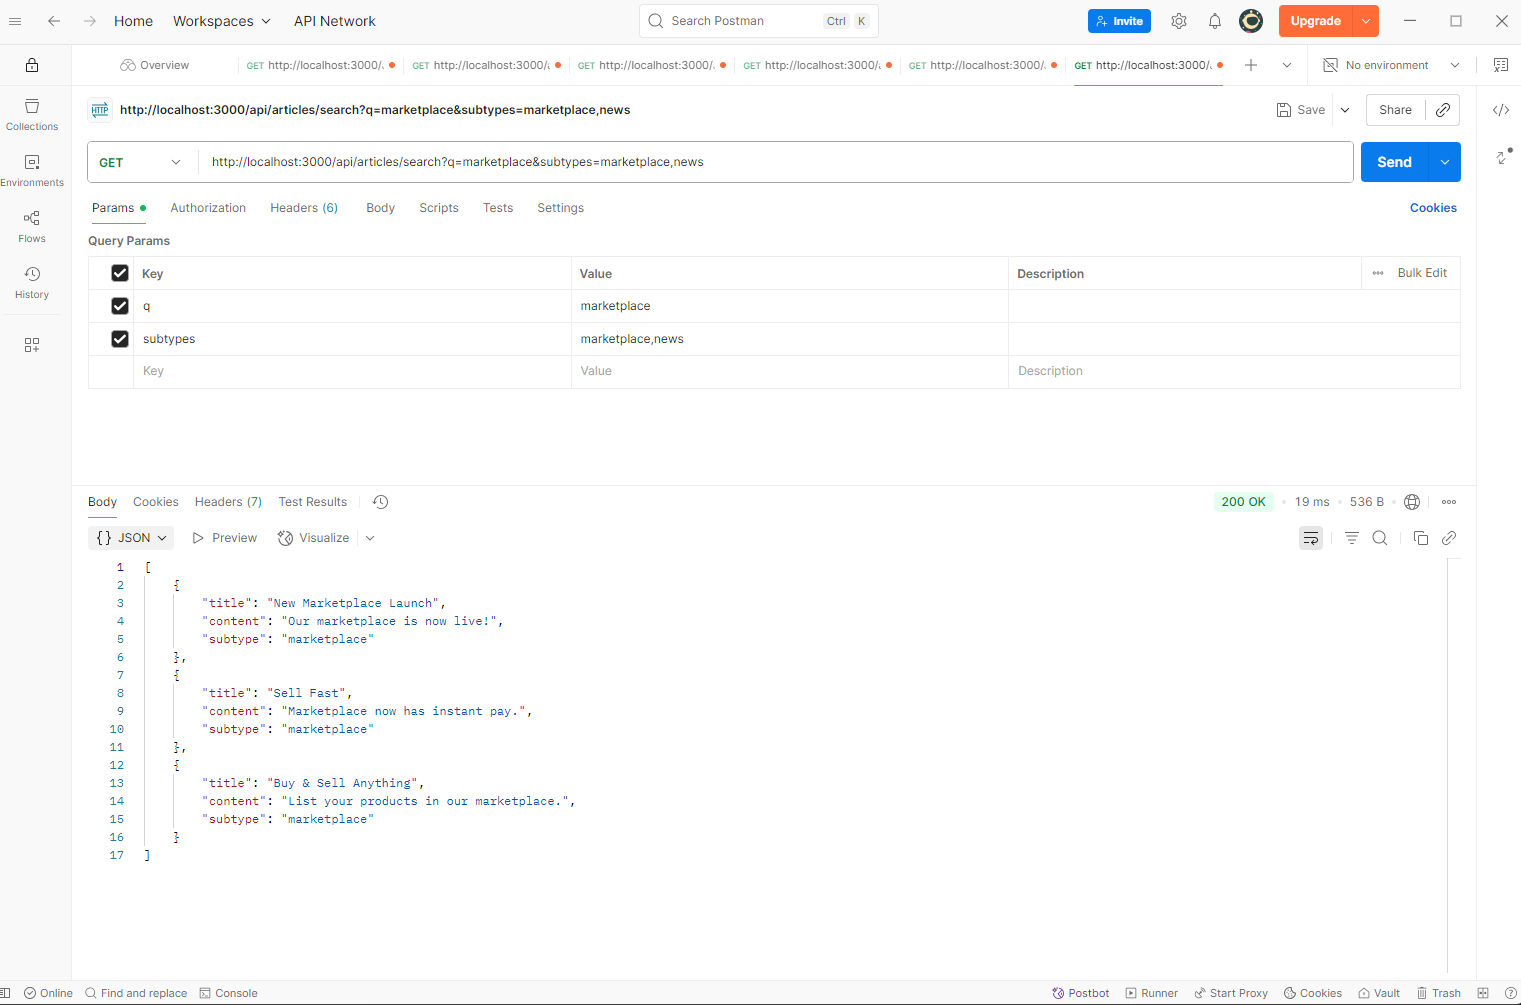 Home Workspaces API Network Search Postman Ctrl K Invite Upgrade
Overview GET http://localhost:3000/ GET http://localhost:3000/ GET http://localhost:3000/ GET http://localhost:3000/ GET http://localhost:3000/ GET http://localhost:3000/ No environment
HTTP http://localhost:3000/api/articles/search?q=marketplace&subtypes=marketplace,news Save Share
Collections
Environments
Flows
History
GET http://localhost:3000/api/articles/search?q=marketplace&subtypes=marketplace,news Send
Params Authorization Headers (6) Body Scripts Tests Settings Cookies
Query Params
Key Value Description Bulk Edit
q marketplace
subtypes marketplace,news
Key Value Description
Body Cookies Headers (7) Test Results 200 OK 19 ms 536 B
{} JSON Preview Visualize
1 [
2 {
3 "title": "New Marketplace Launch",
4 "content": "Our marketplace is now live!",
5 "subtype": "marketplace"
6 },
7 {
8 "title": "Sell Fast",
9 "content": "Marketplace now has instant pay.",
10 "subtype": "marketplace"
11 },
12 {
13 "title": "Buy & Sell Anything",
14 "content": "List your products in our marketplace.",
15 "subtype": "marketplace"
16 }
17 ]
Online Find and replace Console Postbot Runner Start Proxy Cookies Vault Trash